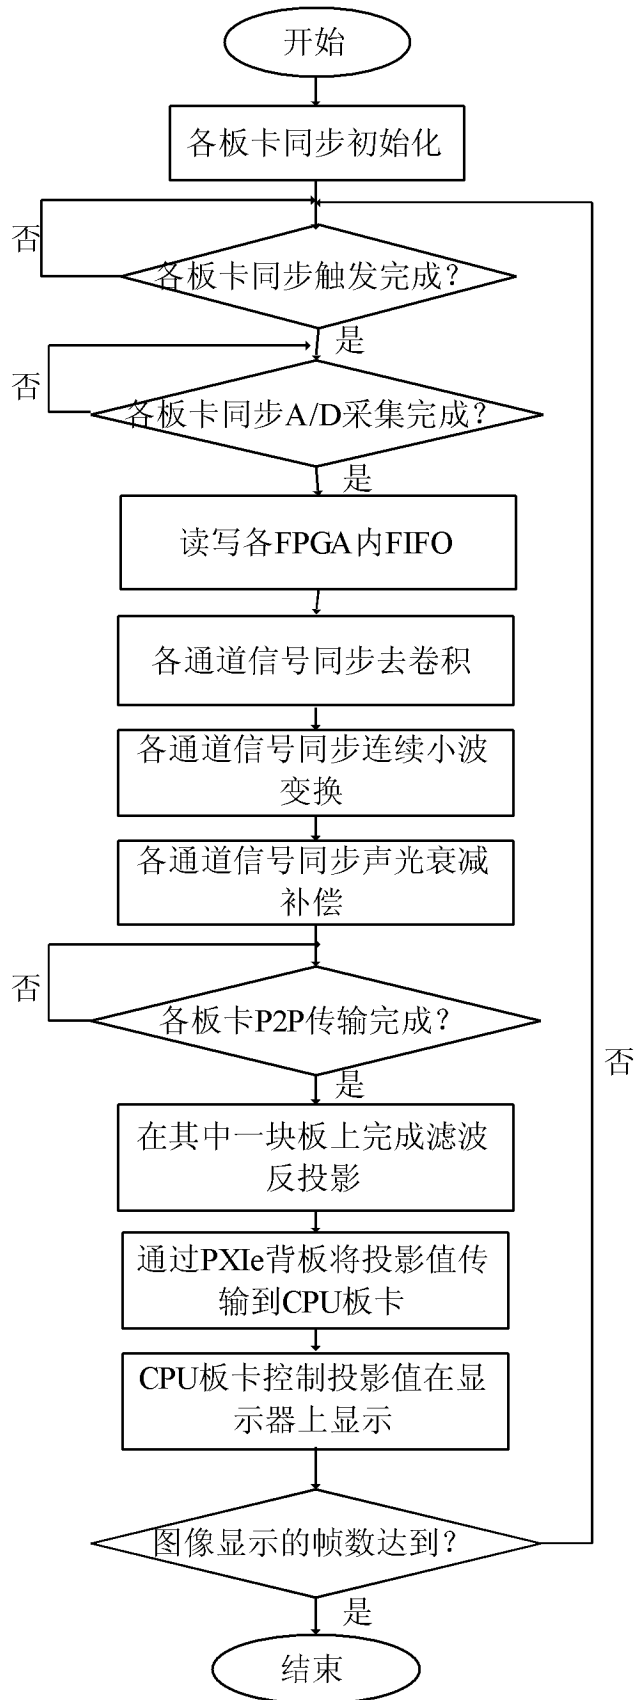 开始
各板卡同步初始化
否
各板卡同步触发完成？
是
否
各板卡同步A/D采集完成？
是
读写各FPGA内FIFO
各通道信号同步去卷积
各通道信号同步连续小波
变换
各通道信号同步声光衰减
补偿
否
各板卡P2P传输完成？
否
是
在其中一块板上完成滤波
反投影
通过PXIe背板将投影值传
输到CPU板卡
CPU板卡控制投影值在显
示器上显示
图像显示的帧数达到？
是
结束